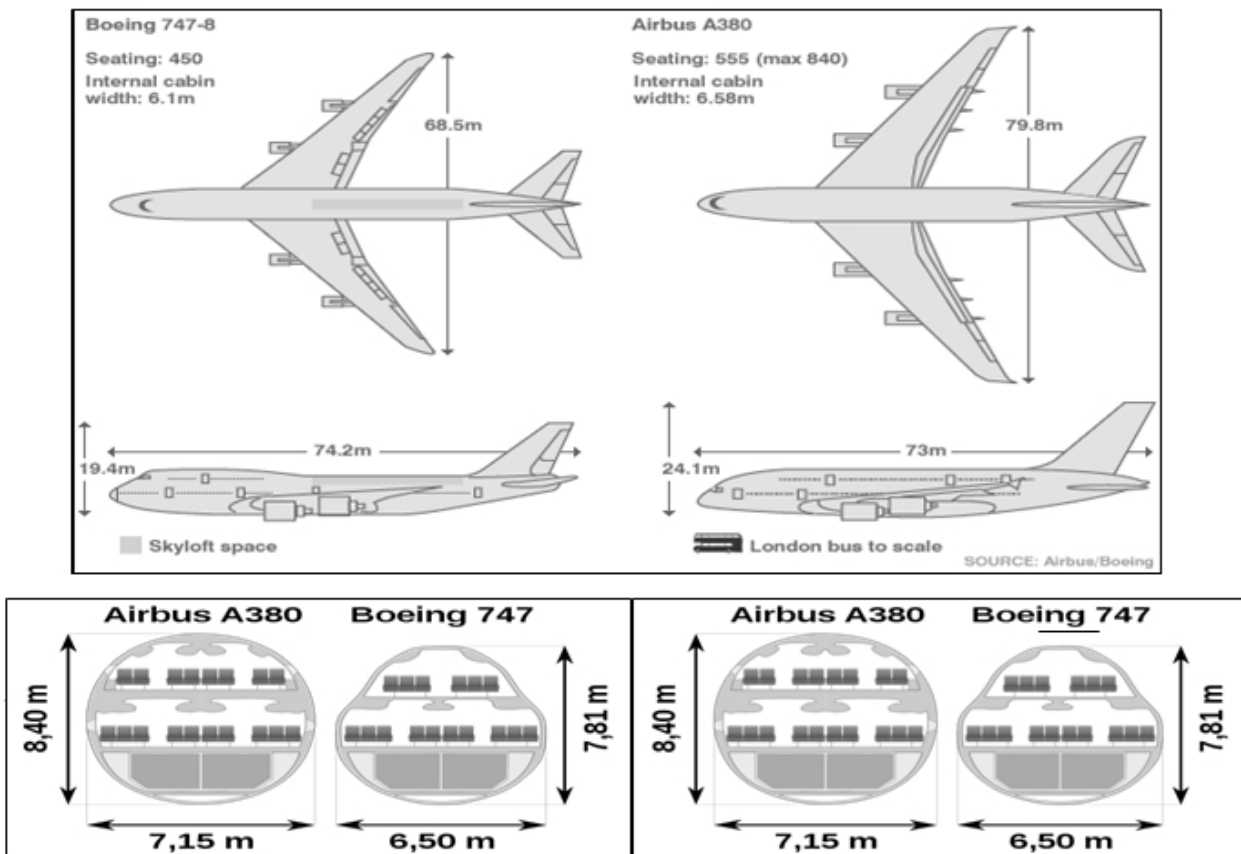 Boeing 747-8
Seating: 450
Internal cabin
width: 6.1m
68.5m
Airbus A380
Seating: 555 (max 840)
Internal cabin
width: 6.58m
79.8m
74.2m
19.4m
Skyloft space
73m
24.1m
London bus to scale
SOURCE: Airbus/Boeing
Airbus A380
Boeing 747
8,40 m
7,81 m
7,15 m
6,50 m
Airbus A380
Boeing 747
8,40 m
7,81 m
7,15 m
6,50 m